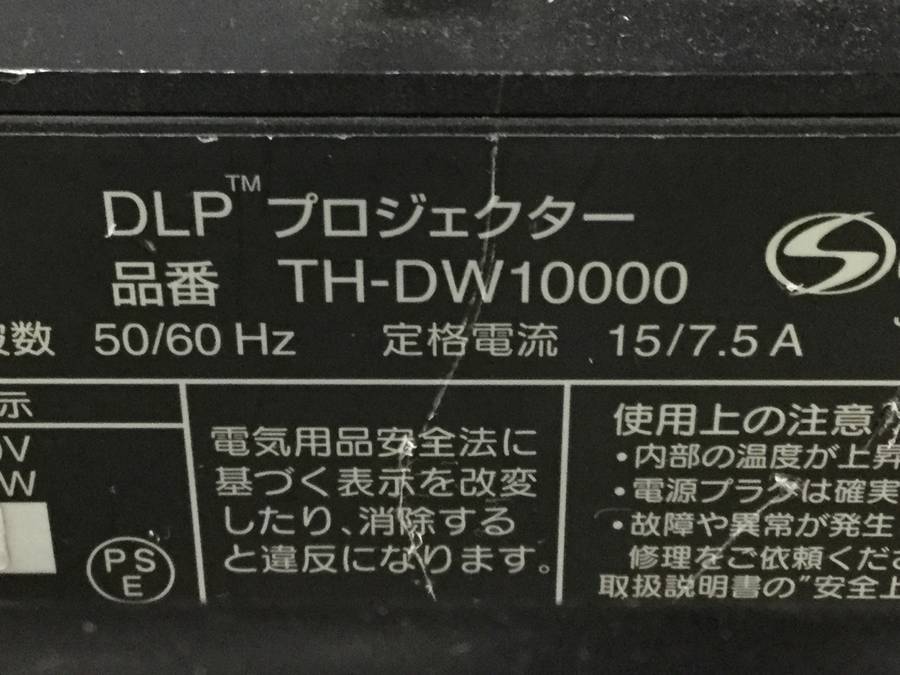 DLP™ プロジェクター
品番 TH-DW10000
波数 50/60 Hz 定格電流 15/7.5 A
示
V
W
PS
E
電気用品安全法に
基づく表示を改変
したり、消除する
と違反になります。
使用上の注意
・内部の温度が上昇
・電源プラグは確実
・故障や異常が発生
修理をご依頼くださ
取扱説明書の"安全上